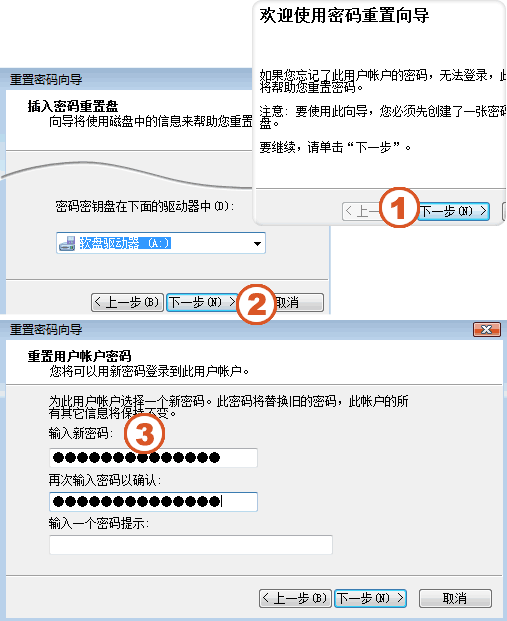 欢迎使用密码重置向导
如果您忘记了此用户帐户的密码，无法登录，此
将帮助您重置密码。
注意: 要使用此向导，您必须先创建了一张密码
盘。
要继续，请单击“下一步”。
< 上一
1
下一步(N) >
重置密码向导
插入密码重置盘
向导将使用磁盘中的信息来帮助您重置
密码密钥盘在下面的驱动器中(D):
软盘驱动器 (A:)
< 上一步(B)
下一步(N) >
2
取消
重置密码向导
重置用户帐户密码
您将可以用新密码登录到此用户帐户。
为此用户帐户选择一个新密码。此密码将替换旧的密码，此帐户的所
有其它信息将保持不变。
输入新密码:
3
再次输入密码以确认:
输入一个密码提示:
< 上一步(B)
下一步(N) >
取消